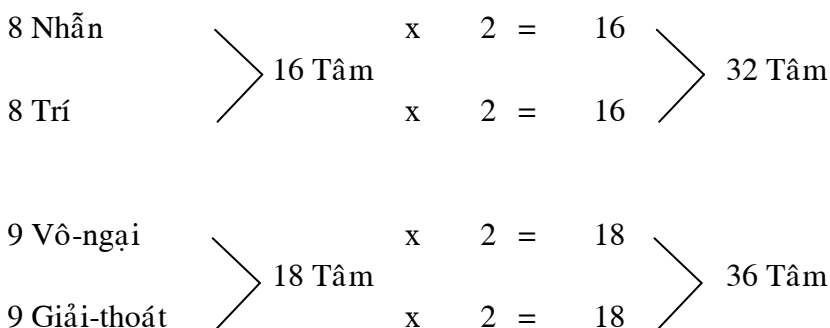 8 Nhẫn x 2 = 16
16 Tâm 32 Tâm
8 Trí x 2 = 16
9 Vô-ngại x 2 = 18
18 Tâm 36 Tâm
9 Giải-thoát x 2 = 18